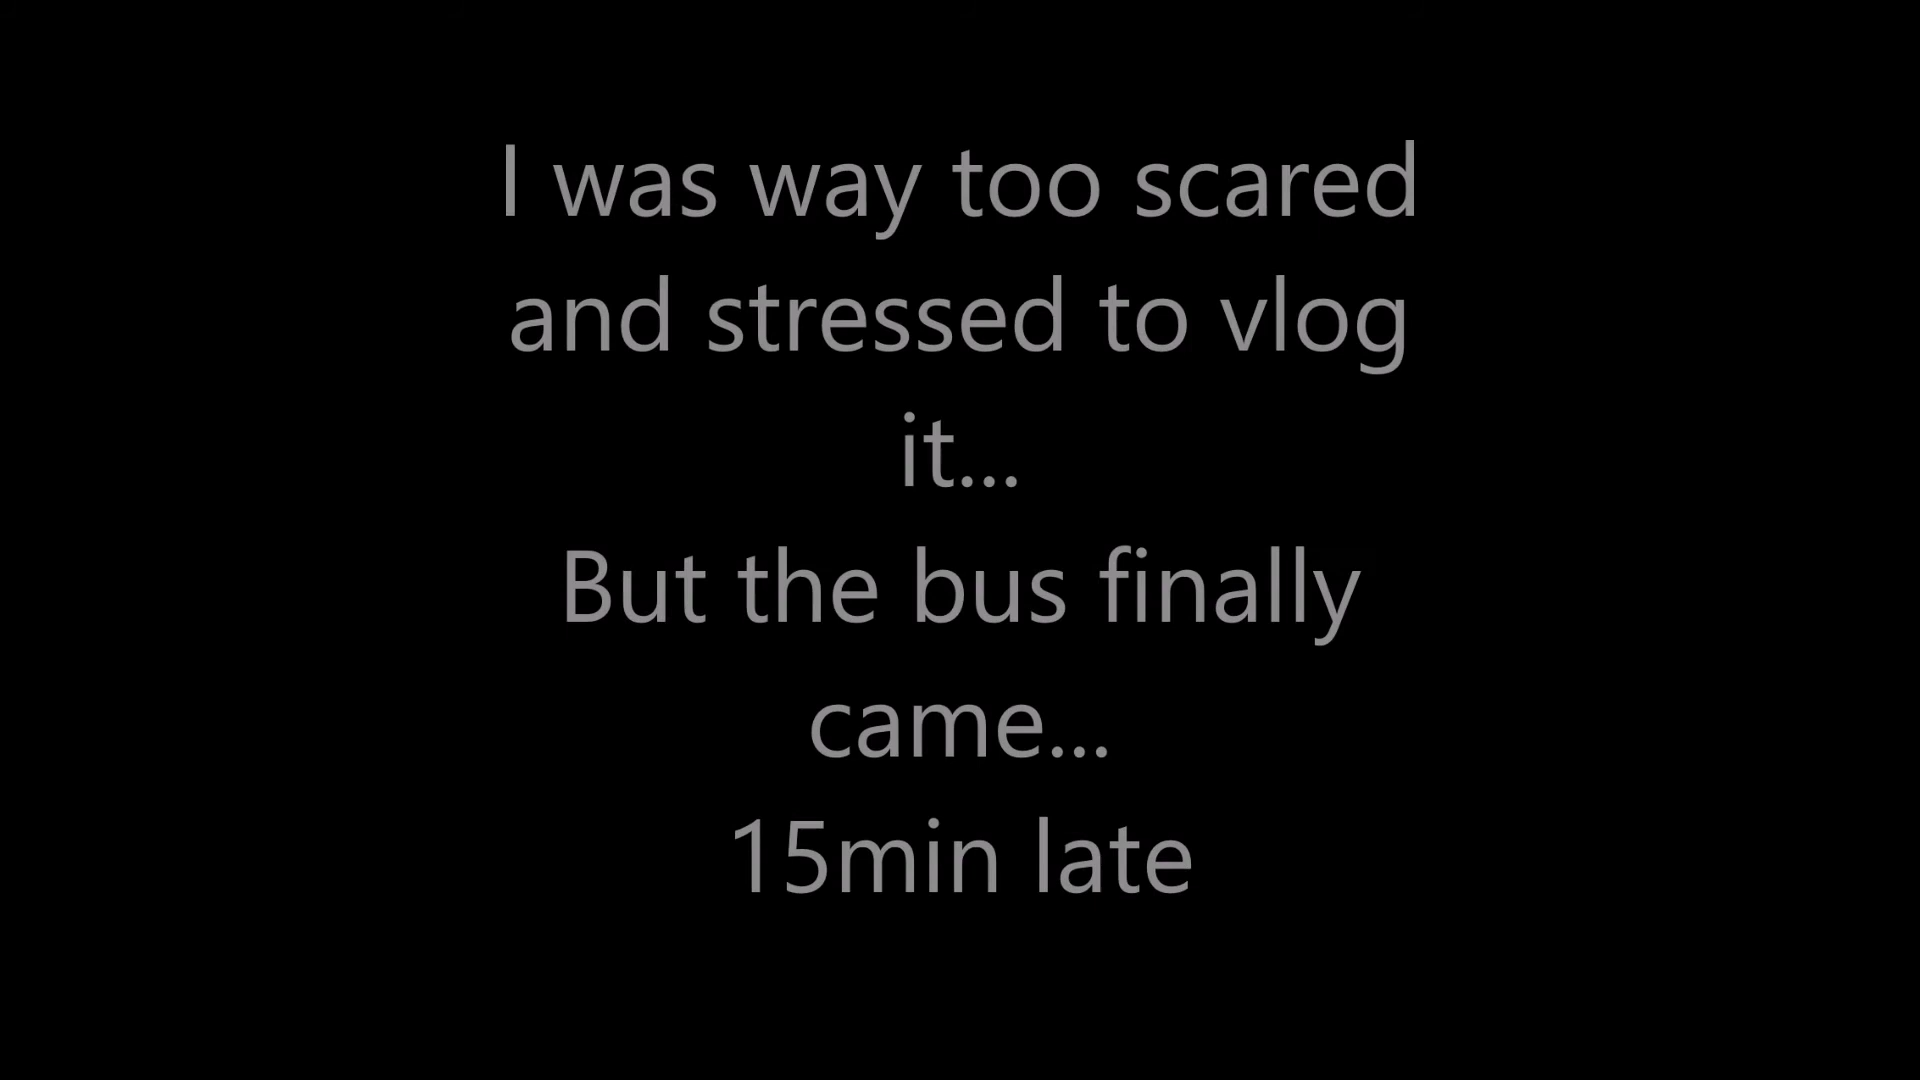 I was way too scared
and stressed to vlog
it...
But the bus finally
came...
15min late